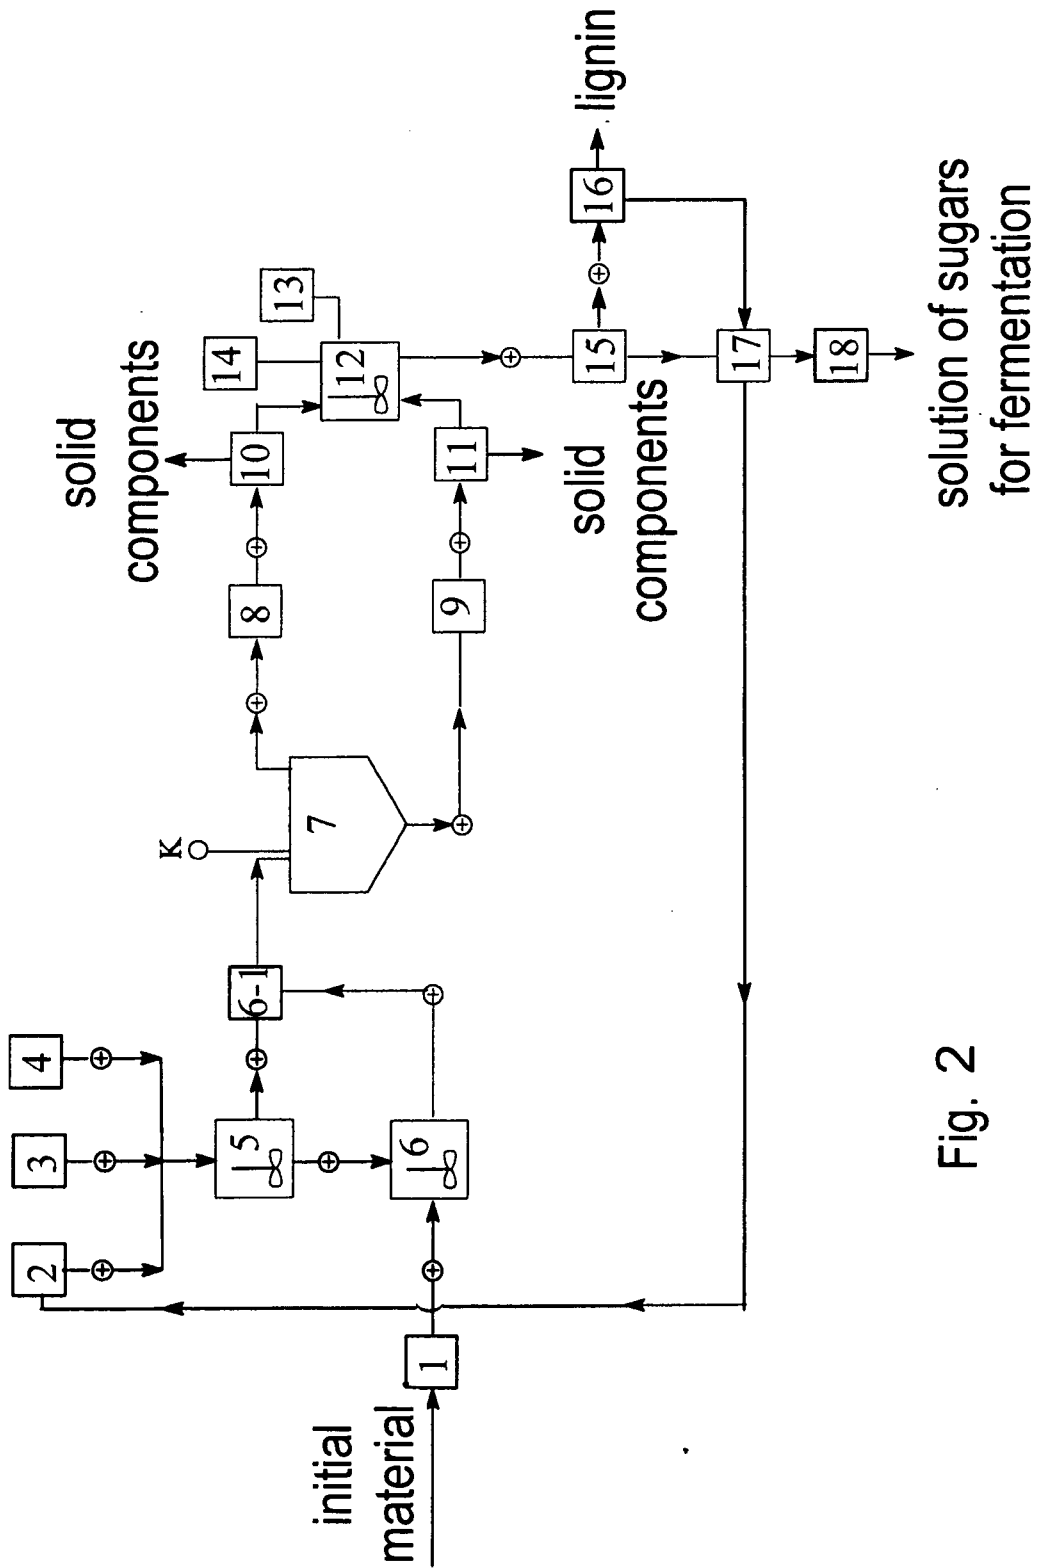 initial
material
1
2
3
4
5
6
6-1
K
7
8
9
solid
components
10
11
solid
components
14
13
12
15
16
lignin
17
18
solution of sugars
for fermentation
Fig. 2